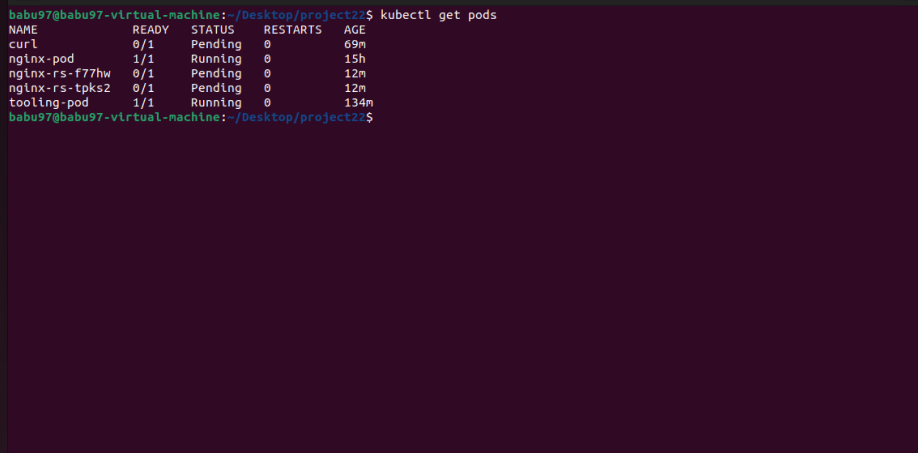 babu97@babu97-virtual-machine:~/Desktop/project22$ kubectl get pods
NAME             READY   STATUS    RESTARTS   AGE
curl             0/1     Pending   0          69m
nginx-pod        1/1     Running   0          15h
nginx-rs-f77hw   0/1     Pending   0          12m
nginx-rs-tpks2   0/1     Pending   0          12m
tooling-pod      1/1     Running   0          134m
babu97@babu97-virtual-machine:~/Desktop/project22$